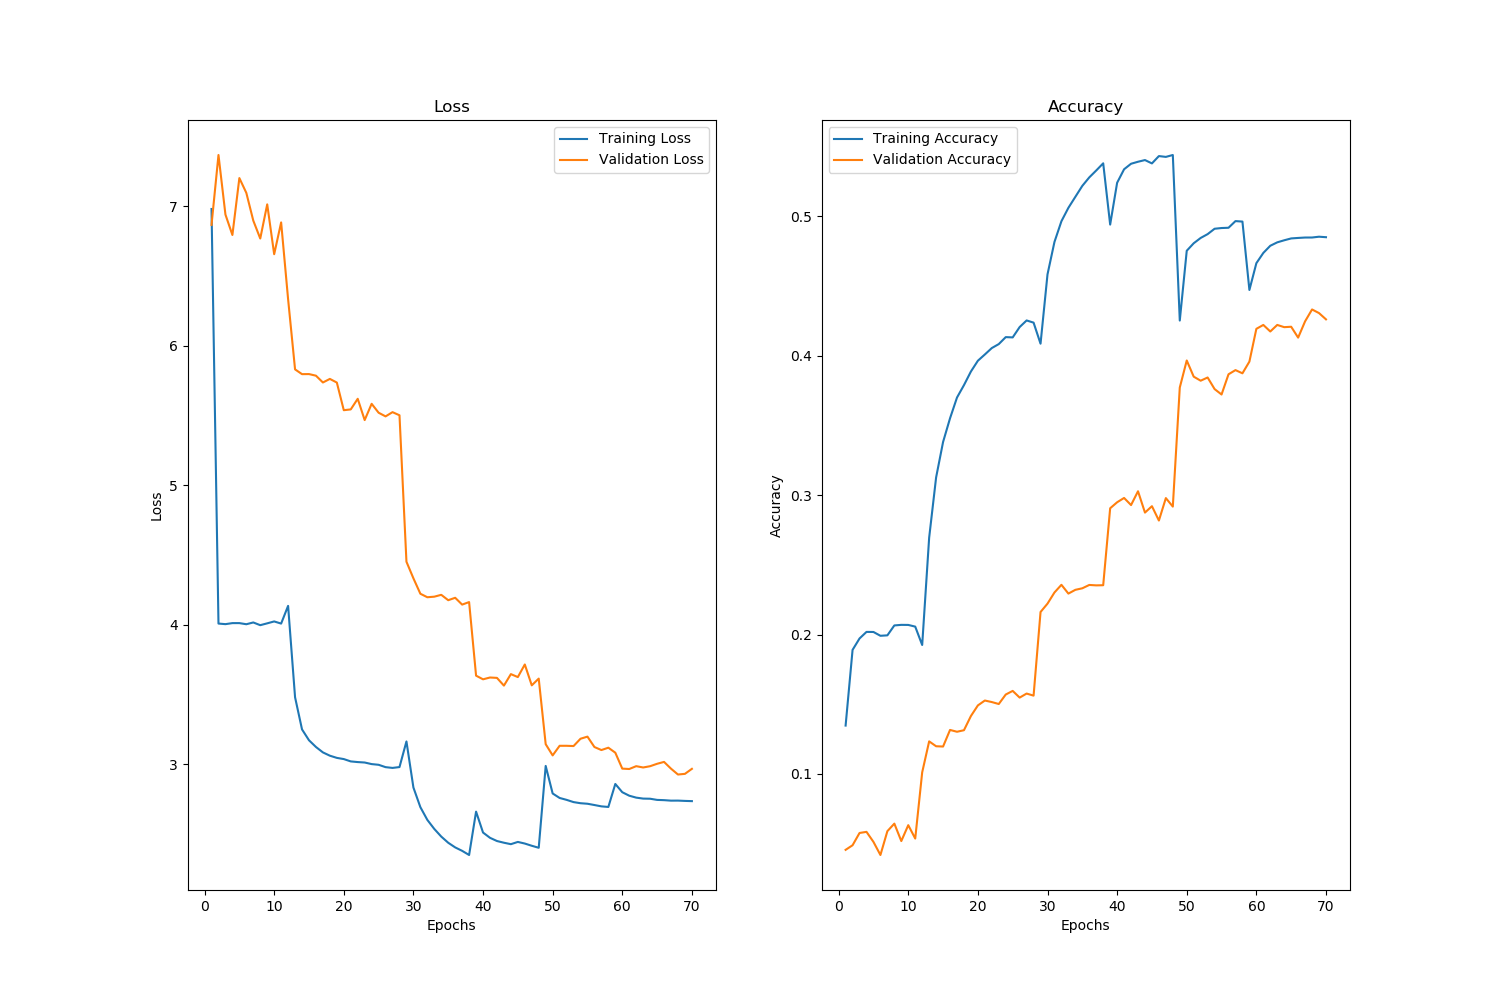 Loss
Training Loss
Validation Loss
7
6
5
4
3
Loss
0 10 20 30 40 50 60 70
Epochs
Accuracy
Training Accuracy
Validation Accuracy
0.5
0.4
0.3
0.2
0.1
Accuracy
0 10 20 30 40 50 60 70
Epochs